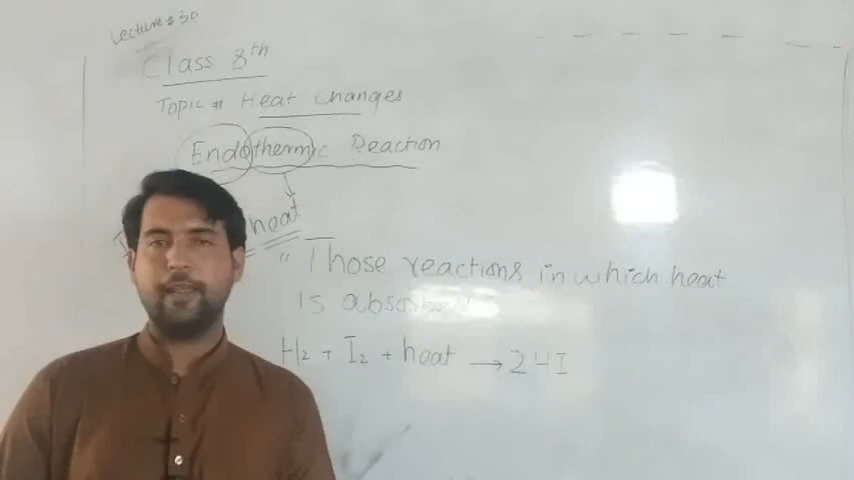 Lecture # 30
Class 8th
Topic # Heat Changes
Endothermic Reaction
heat
" Those reactions in which heat
is absorbed
H2 + I2 + heat → 2HI